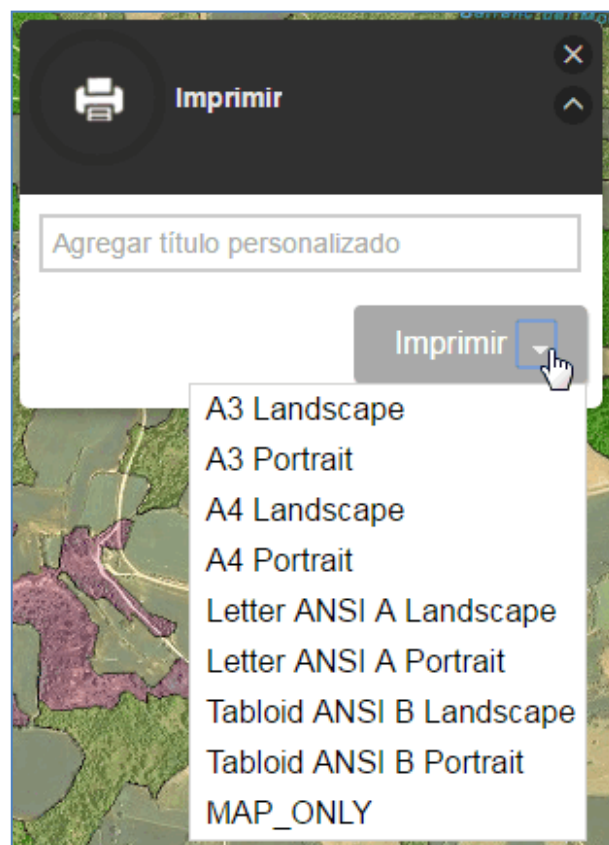 Imprimir
Agregar título personalizado
Imprimir
A3 Landscape
A3 Portrait
A4 Landscape
A4 Portrait
Letter ANSI A Landscape
Letter ANSI A Portrait
Tabloid ANSI B Landscape
Tabloid ANSI B Portrait
MAP_ONLY